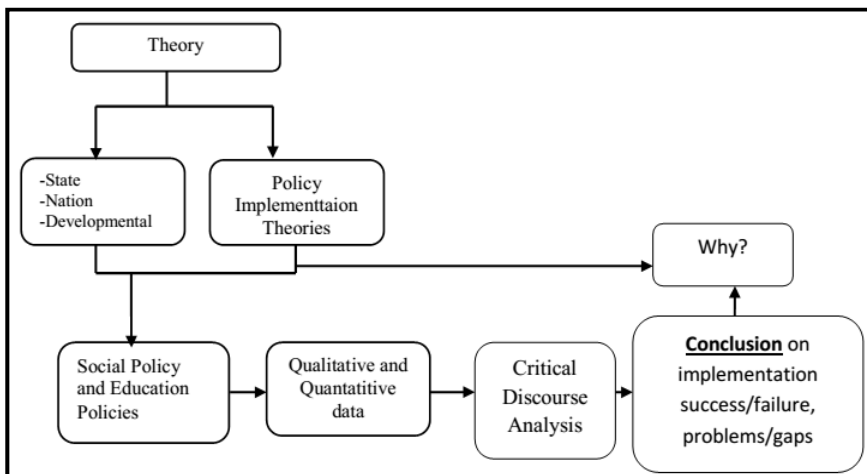 Theory
-State
-Nation
-Developmental
Policy
Implementtaion
Theories
Why?
Social Policy
and Education
Policies
Qualitative and
Quantatitive
data
Critical
Discourse
Analysis
Conclusion on
implementation
success/failure,
problems/gaps